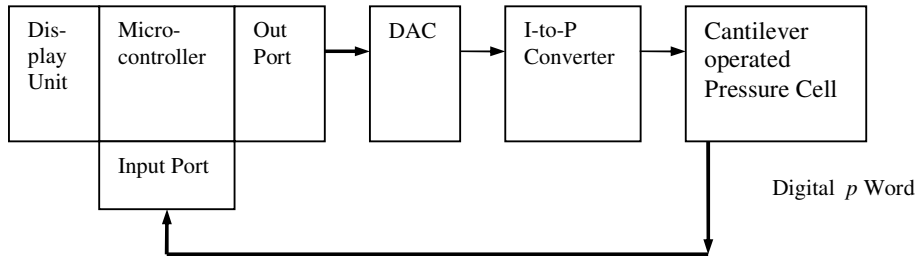 Dis-
play
Unit
Micro-
controller
Out
Port
DAC
I-to-P
Converter
Cantilever
operated
Pressure Cell
Input Port
Digital p Word